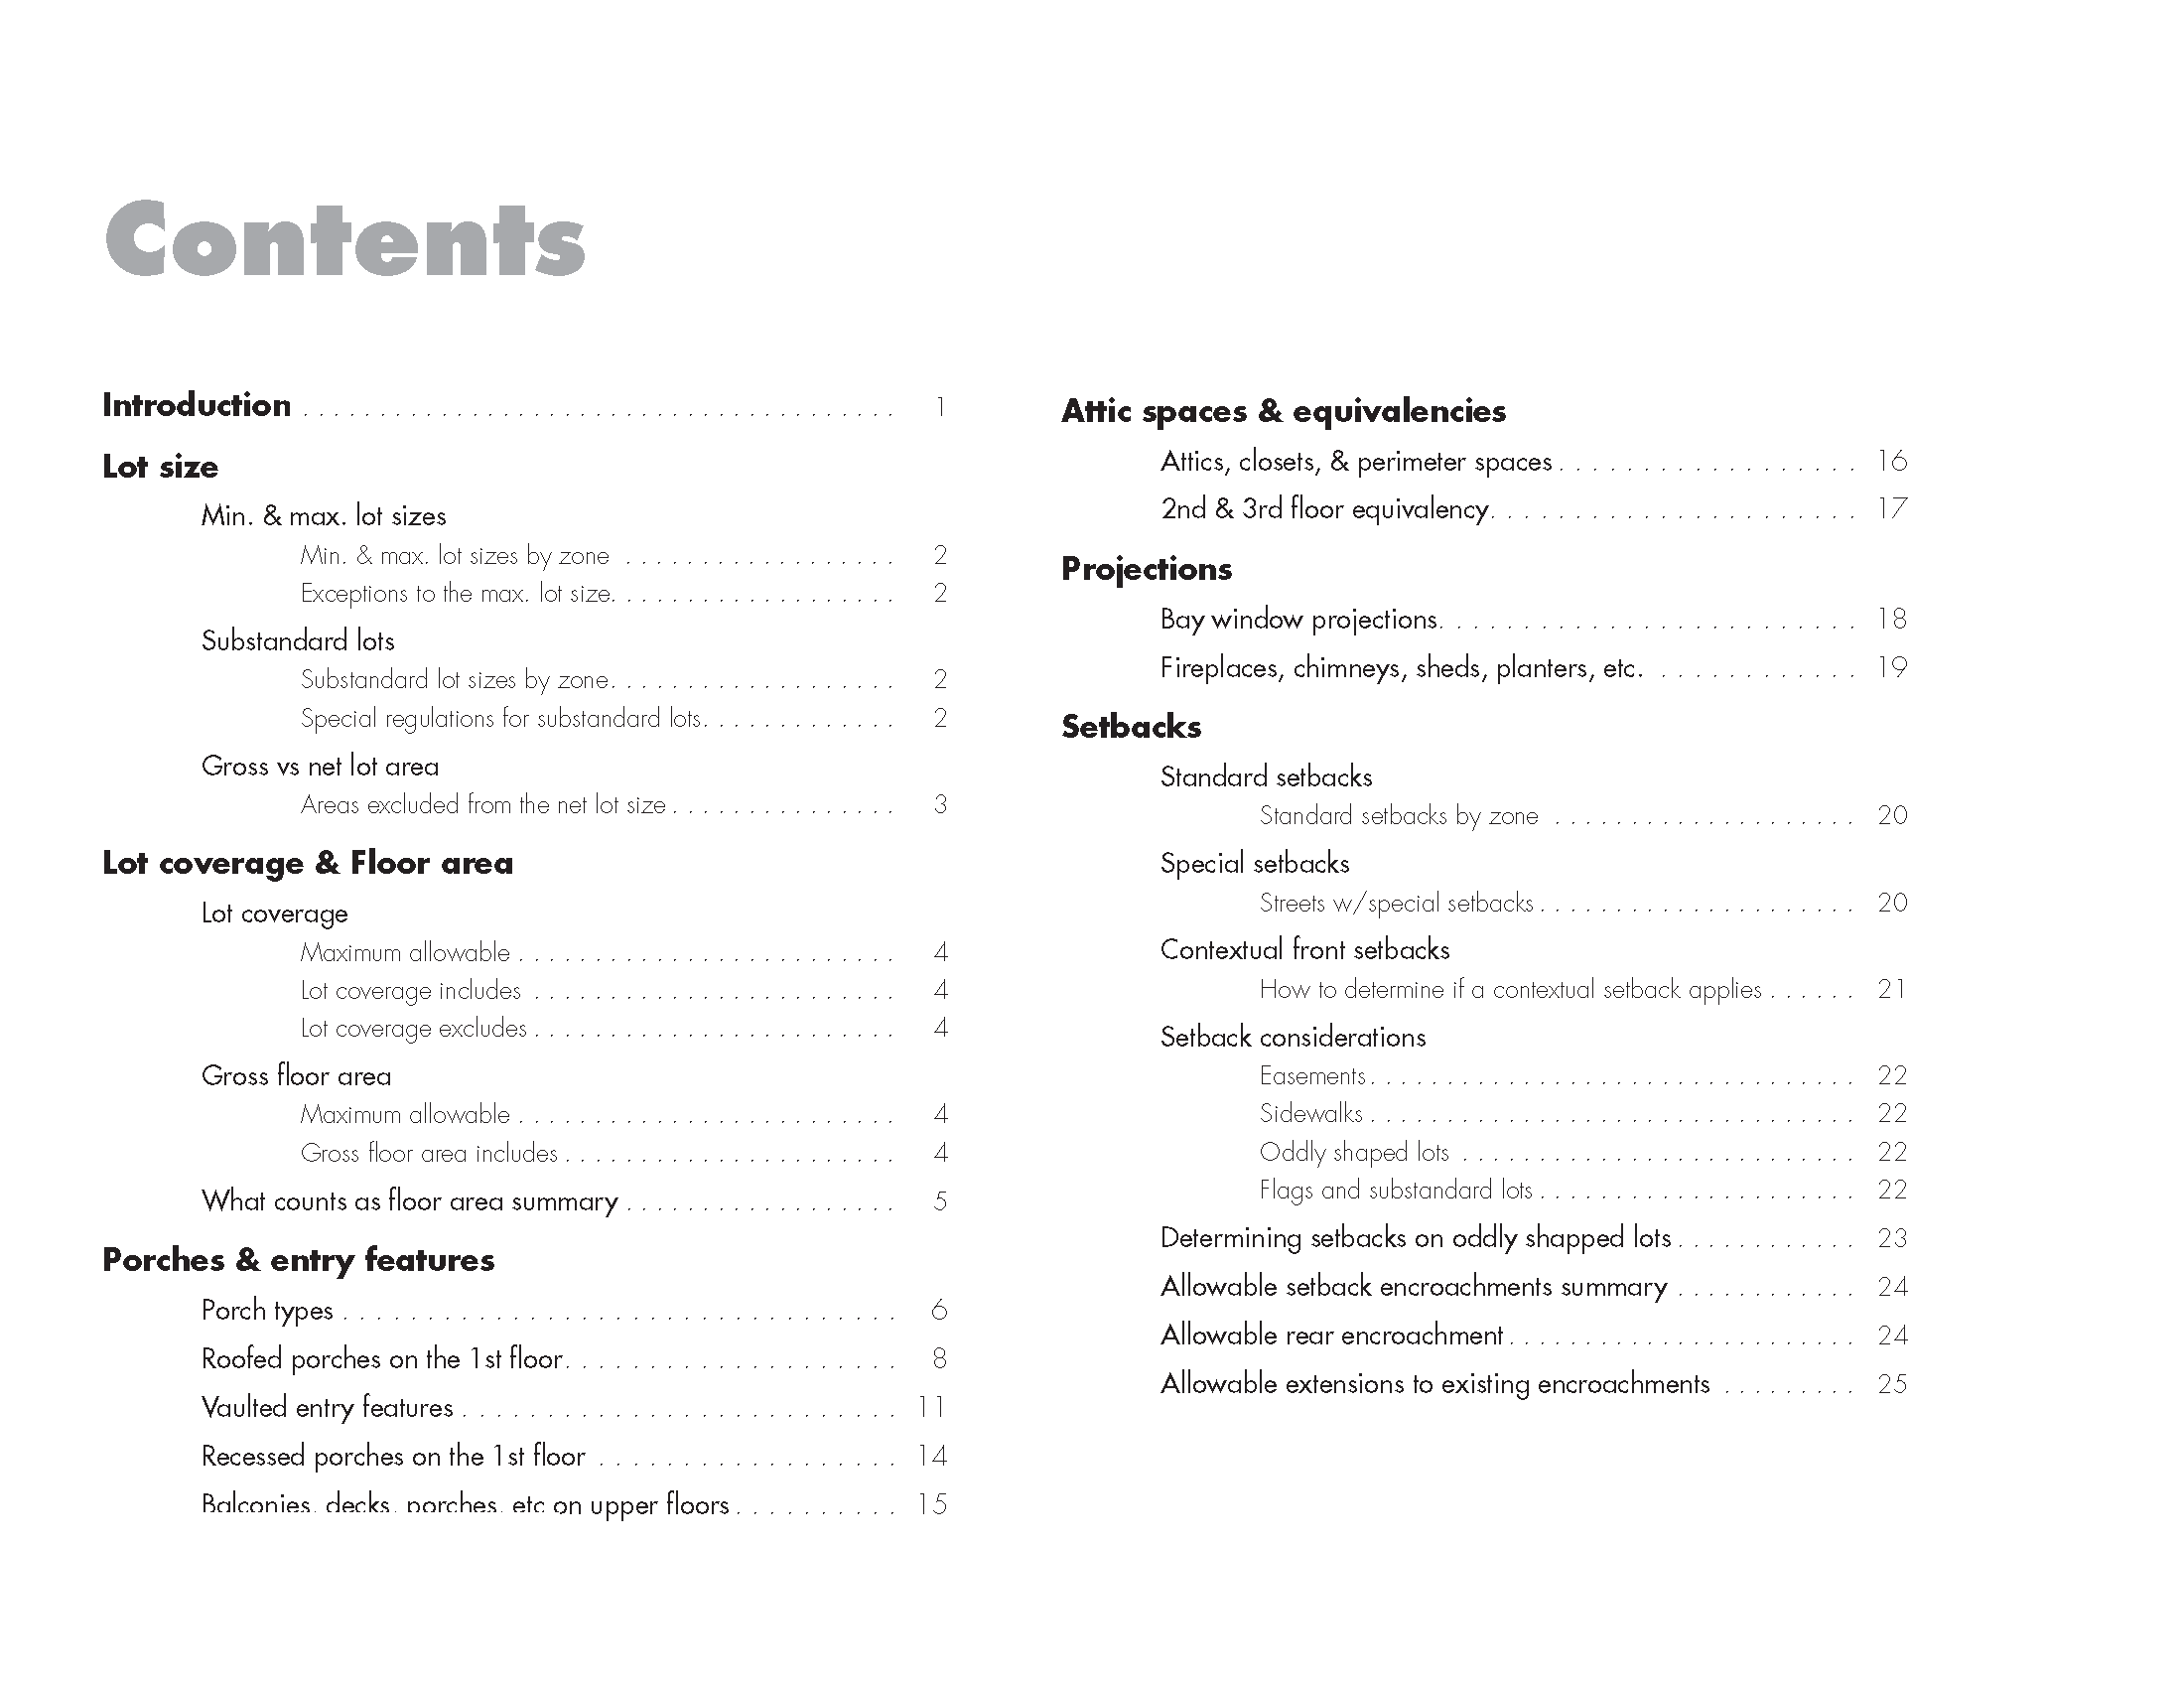 Contents
Introduction . . . . . . . . . . . . . . . . . . . . . . . . . . . . . . . . . . . . . . . 1
Lot size
Min. & max. lot sizes
Min. & max. lot sizes by zone . . . . . . . . . . . . . . . . . . 2
Exceptions to the max. lot size. . . . . . . . . . . . . . . . . . . 2
Substandard lots
Substandard lot sizes by zone. . . . . . . . . . . . . . . . . . . 2
Special regulations for substandard lots. . . . . . . . . . . . . 2
Gross vs net lot area
Areas excluded from the net lot size . . . . . . . . . . . . . . . 3
Lot coverage & Floor area
Lot coverage
Maximum allowable . . . . . . . . . . . . . . . . . . . . . . . . . 4
Lot coverage includes . . . . . . . . . . . . . . . . . . . . . . . . 4
Lot coverage excludes . . . . . . . . . . . . . . . . . . . . . . . . 4
Gross floor area
Maximum allowable . . . . . . . . . . . . . . . . . . . . . . . . . 4
Gross floor area includes . . . . . . . . . . . . . . . . . . . . . . 4
What counts as floor area summary . . . . . . . . . . . . . . . . . . 5
Porches & entry features
Porch types . . . . . . . . . . . . . . . . . . . . . . . . . . . . . . . . . 6
Roofed porches on the 1st floor. . . . . . . . . . . . . . . . . . . . 8
Vaulted entry features . . . . . . . . . . . . . . . . . . . . . . . . . . 11
Recessed porches on the 1st floor . . . . . . . . . . . . . . . . . . 14
Balconies, decks, porches, etc on upper floors . . . . . . . . . . 15
Attic spaces & equivalencies
Attics, closets, & perimeter spaces . . . . . . . . . . . . . . . . . . 16
2nd & 3rd floor equivalency. . . . . . . . . . . . . . . . . . . . . . 17
Projections
Bay window projections. . . . . . . . . . . . . . . . . . . . . . . . . 18
Fireplaces, chimneys, sheds, planters, etc. . . . . . . . . . . . . 19
Setbacks
Standard setbacks
Standard setbacks by zone . . . . . . . . . . . . . . . . . . . . 20
Special setbacks
Streets w/special setbacks . . . . . . . . . . . . . . . . . . . . . 20
Contextual front setbacks
How to determine if a contextual setback applies . . . . . . 21
Setback considerations
Easements . . . . . . . . . . . . . . . . . . . . . . . . . . . . . . . . 22
Sidewalks . . . . . . . . . . . . . . . . . . . . . . . . . . . . . . . . 22
Oddly shaped lots . . . . . . . . . . . . . . . . . . . . . . . . . . 22
Flags and substandard lots . . . . . . . . . . . . . . . . . . . . . 22
Determining setbacks on oddly shapped lots . . . . . . . . . . . . 23
Allowable setback encroachments summary . . . . . . . . . . . . 24
Allowable rear encroachment . . . . . . . . . . . . . . . . . . . . . 24
Allowable extensions to existing encroachments . . . . . . . . . 25